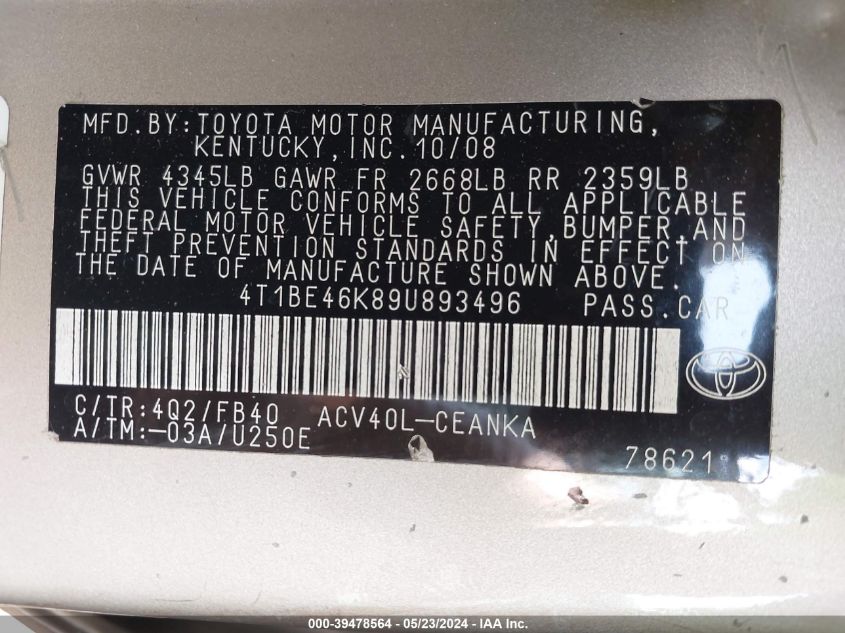 MFD.BY:TOYOTA MOTOR MANUFACTURING,
KENTUCKY,INC.10/08
GVWR 4345LB GAWR FR 2668LB RR 2359LB
THIS VEHICLE CONFORMS TO ALL APPLICABLE
FEDERAL MOTOR VEHICLE SAFETY,BUMPER,AND
THEFT PREVENTION STANDARDS IN EFFECT ON
THE DATE OF MANUFACTURE SHOWN ABOVE.
4T1BE46K89U893496 PASS.CAR
C/TR:4Q2/FB40 ACV40L-CEANKA
A/TM:-03A/U250E
78621
000-39478564 - 05/23/2024 - IAA Inc.